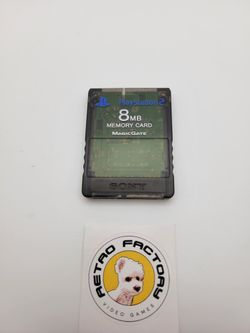 PlayStation 2
8MB
MEMORY CARD
MAGICGATE
SONY
RETRO FACTORY
VIDEO GAMES